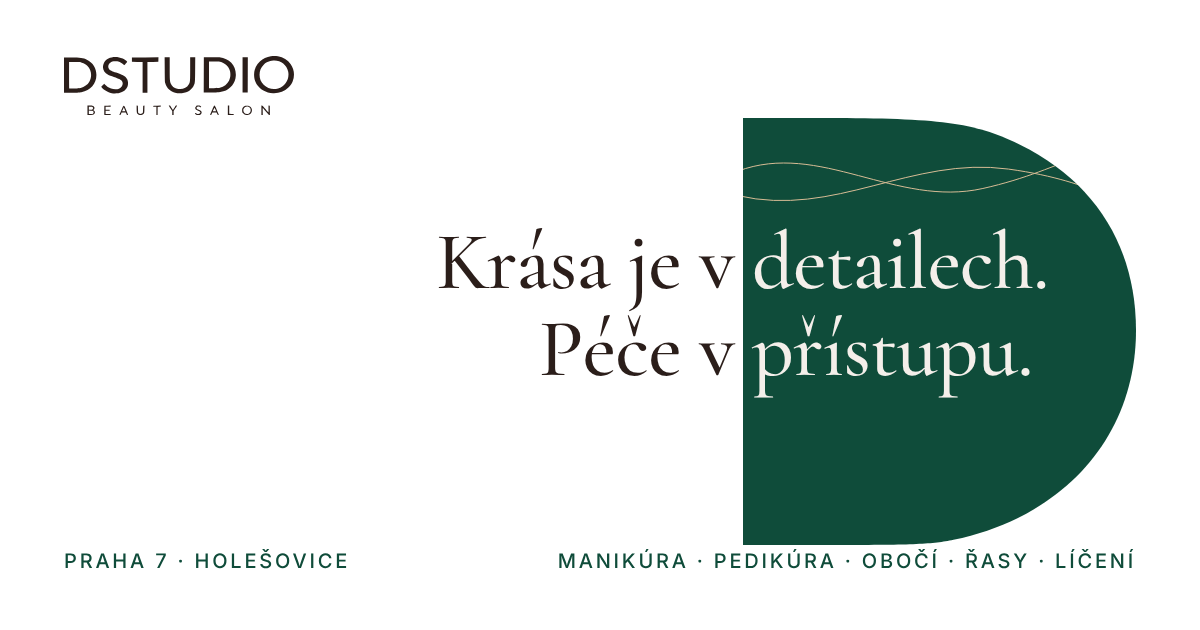 DSTUDIO
BEAUTY SALON
Krása je v detailech.
Péče v přístupu.
PRAHA 7 · HOLEŠOVICE
MANIKÚRA · PEDIKÚRA · OBOČÍ · ŘASY · LÍČENÍ